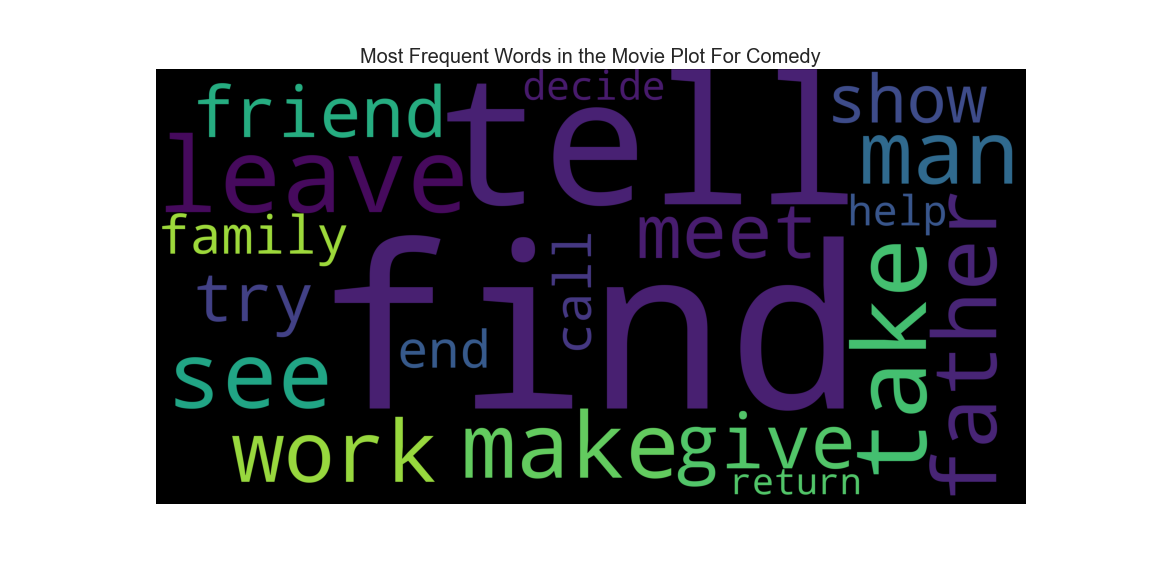 Most Frequent Words in the Movie Plot For Comedy
decide
tell
friend
show
leave
man
help
family
meet
father
call
find
take
try
end
see
work
make
give
return